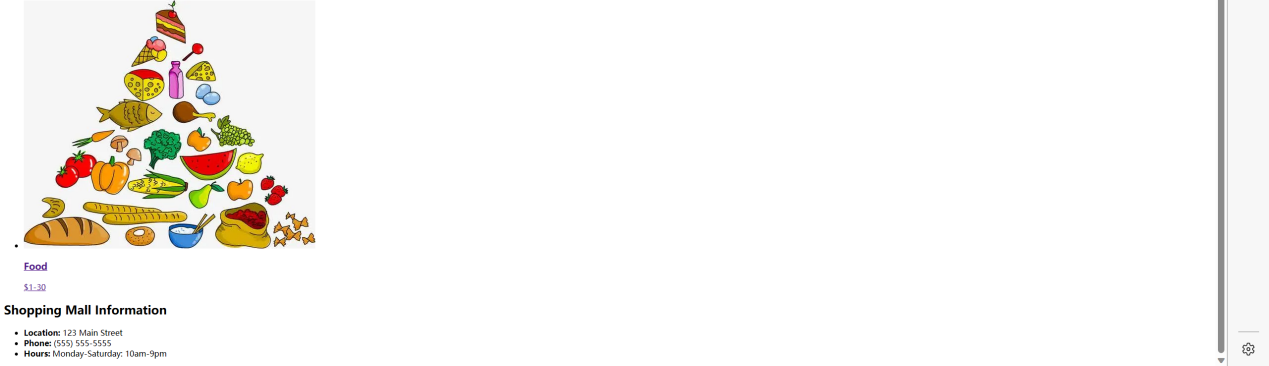 Food
$1-30
Shopping Mall Information
Location: 123 Main Street
Phone: (555) 555-5555
Hours: Monday-Saturday: 10am-9pm